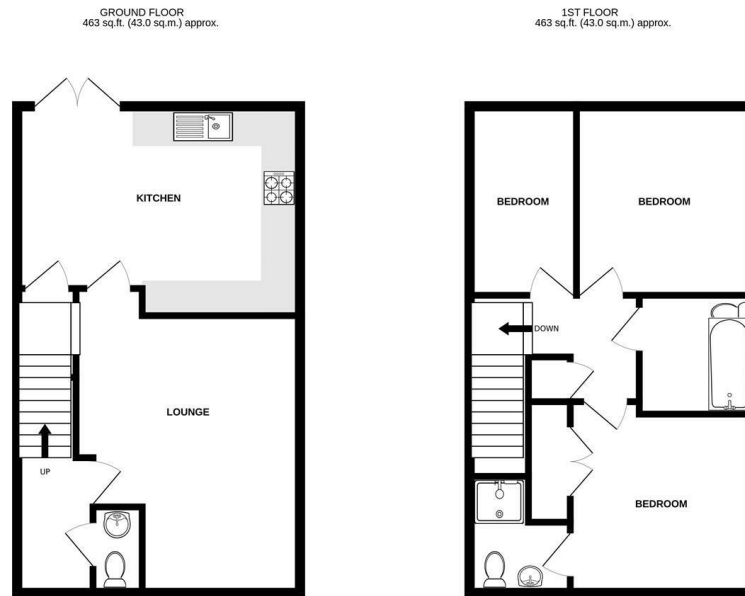 GROUND FLOOR
463 sq.ft. (43.0 sq.m.) approx.
KITCHEN
LOUNGE
UP
1ST FLOOR
463 sq.ft. (43.0 sq.m.) approx.
BEDROOM
BEDROOM
DOWN
BEDROOM